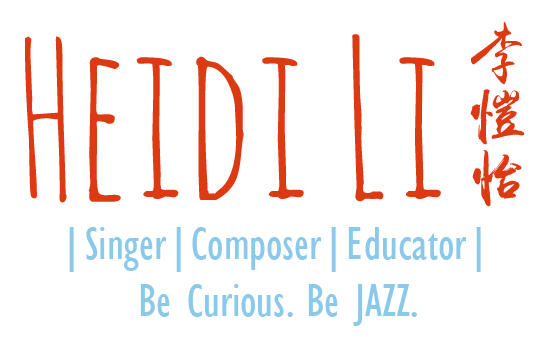 HEIDI LI
李愷怡
|Singer|Composer|Educator|
Be Curious. Be JAZZ.